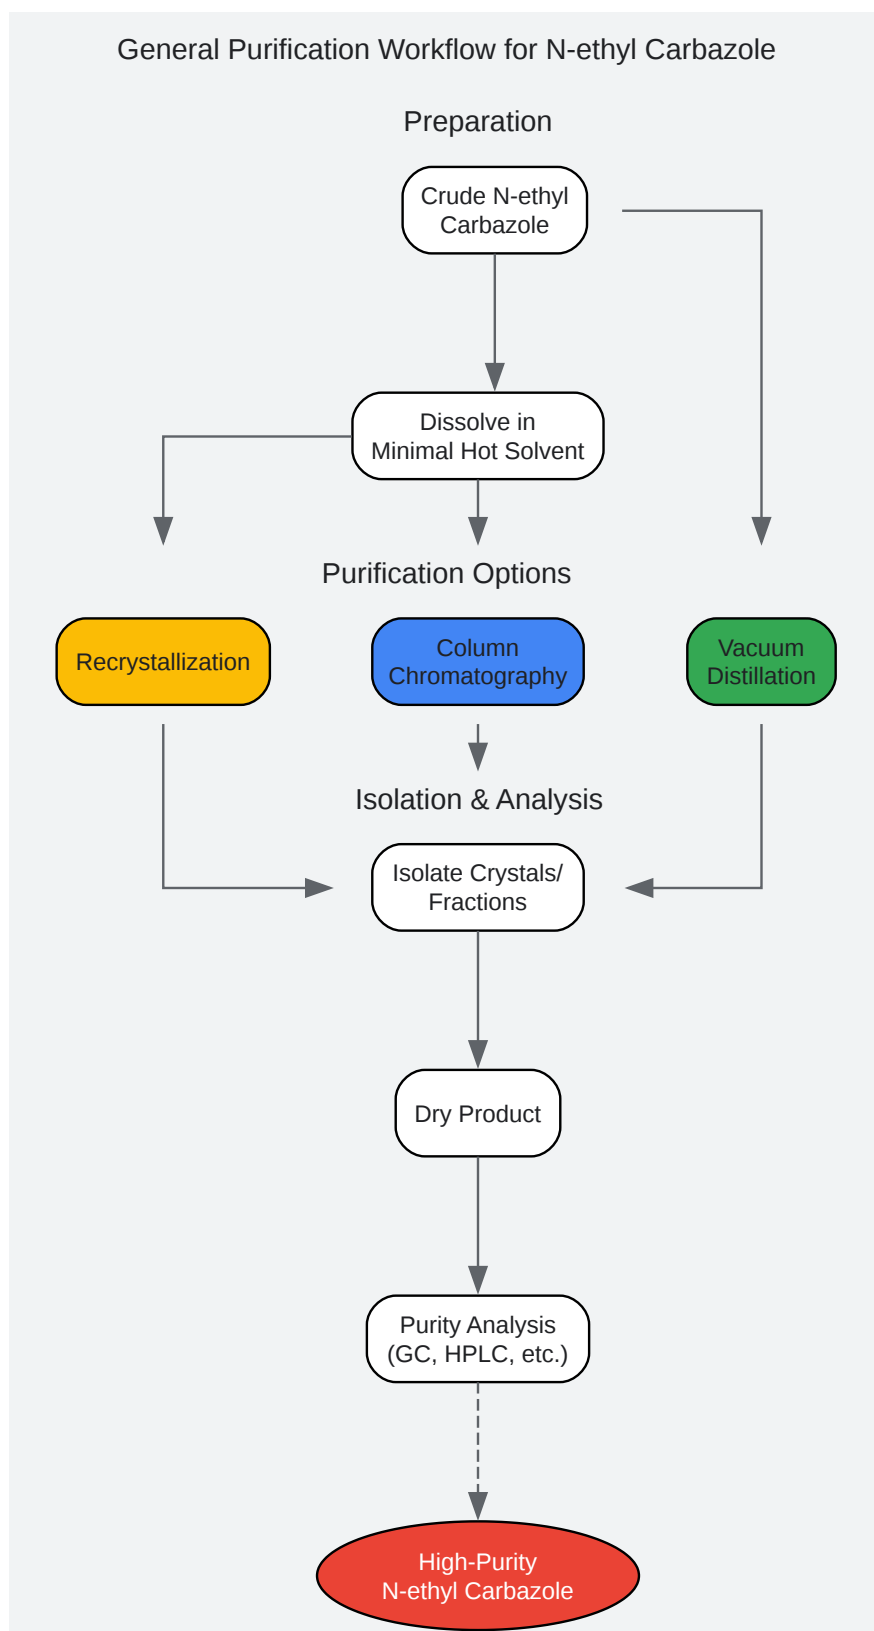 General Purification Workflow for N-ethyl Carbazole
Preparation
Crude N-ethyl
Carbazole
Dissolve in
Minimal Hot Solvent
Purification Options
Recrystallization
Column
Chromatography
Vacuum
Distillation
Isolation & Analysis
Isolate Crystals/
Fractions
Dry Product
Purity Analysis
(GC, HPLC, etc.)
High-Purity
N-ethyl Carbazole